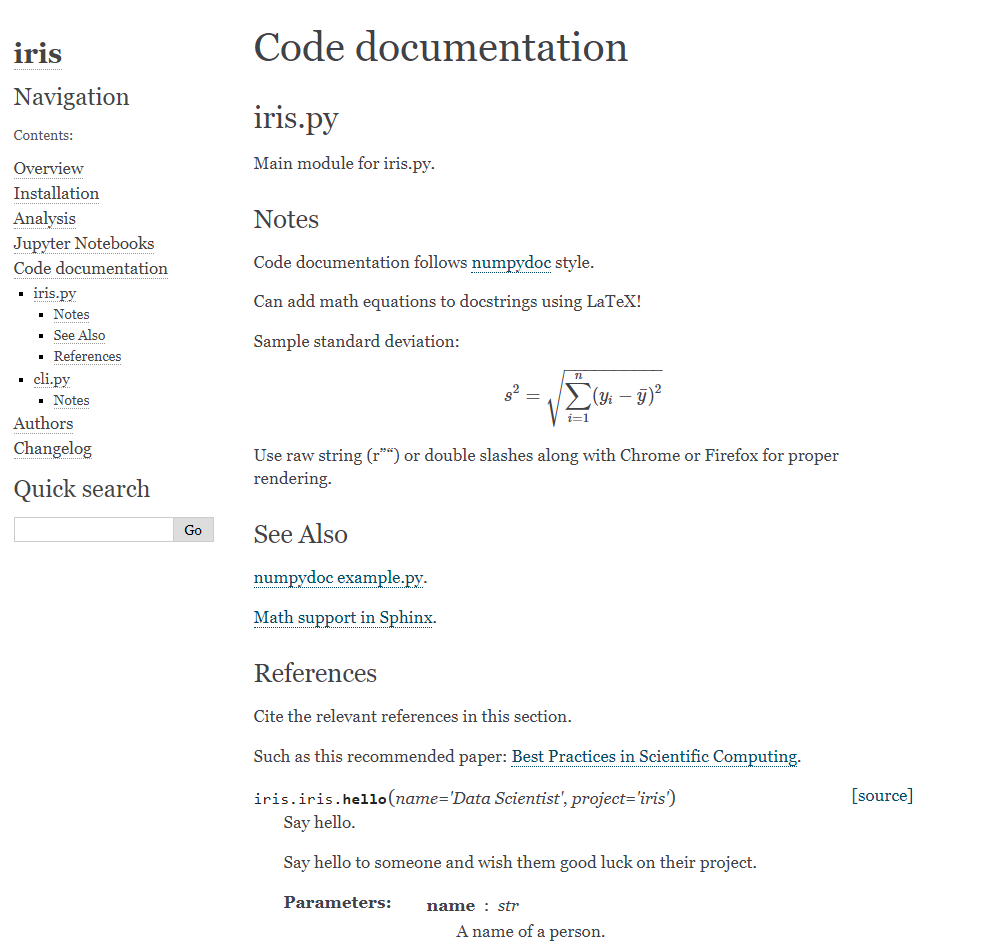 iris
Navigation
Contents:
Overview
Installation
Analysis
Jupyter Notebooks
Code documentation
iris.py
Notes
See Also
References
cli.py
Notes
Authors
Changelog
Quick search
Go
Code documentation
iris.py
Main module for iris.py.
Notes
Code documentation follows numpydoc style.
Can add math equations to docstrings using LaTeX!
Sample standard deviation:
s² = √∑ⁿᵢ₌₁(yᵢ − ȳ)²
Use raw string (r”“) or double slashes along with Chrome or Firefox for proper
rendering.
See Also
numpydoc example.py.
Math support in Sphinx.
References
Cite the relevant references in this section.
Such as this recommended paper: Best Practices in Scientific Computing.
iris.iris.hello(name='Data Scientist', project='iris') [source]
Say hello.
Say hello to someone and wish them good luck on their project.
Parameters: name : str
A name of a person.